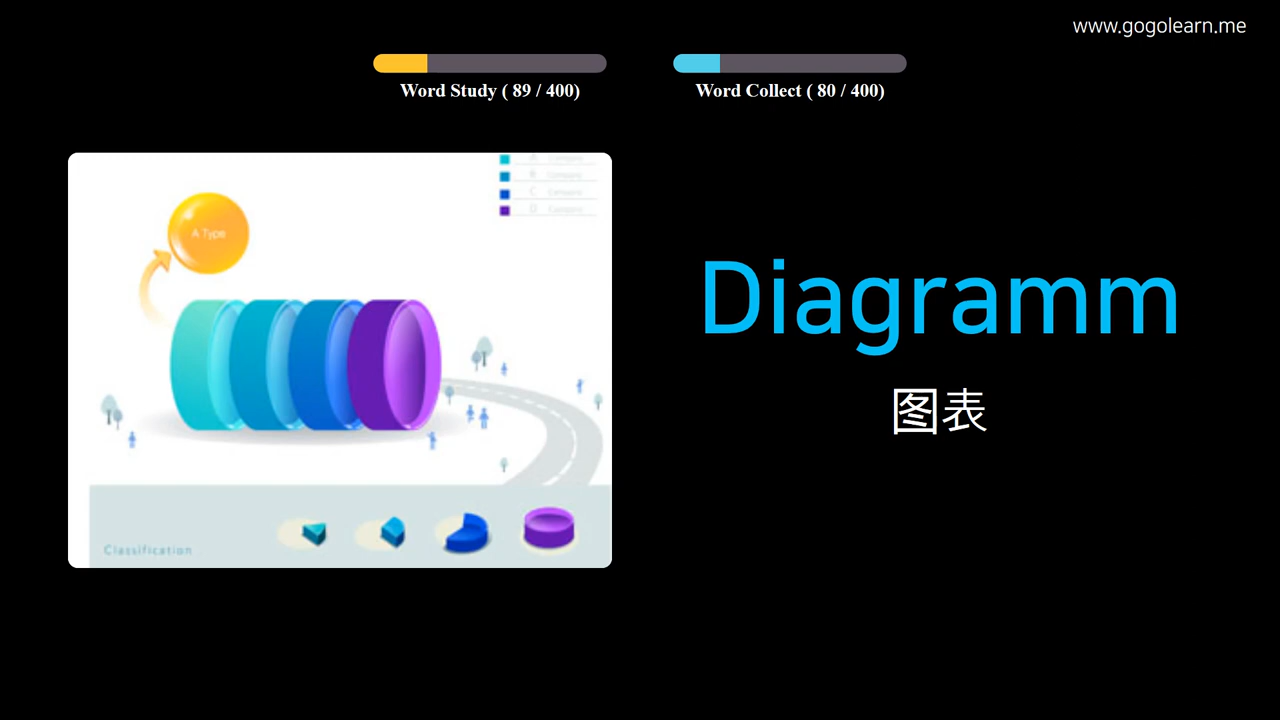 www.gogolearn.me
Word Study ( 89 / 400)
Word Collect ( 80 / 400)
A Type
Diagramm
图表
Classification